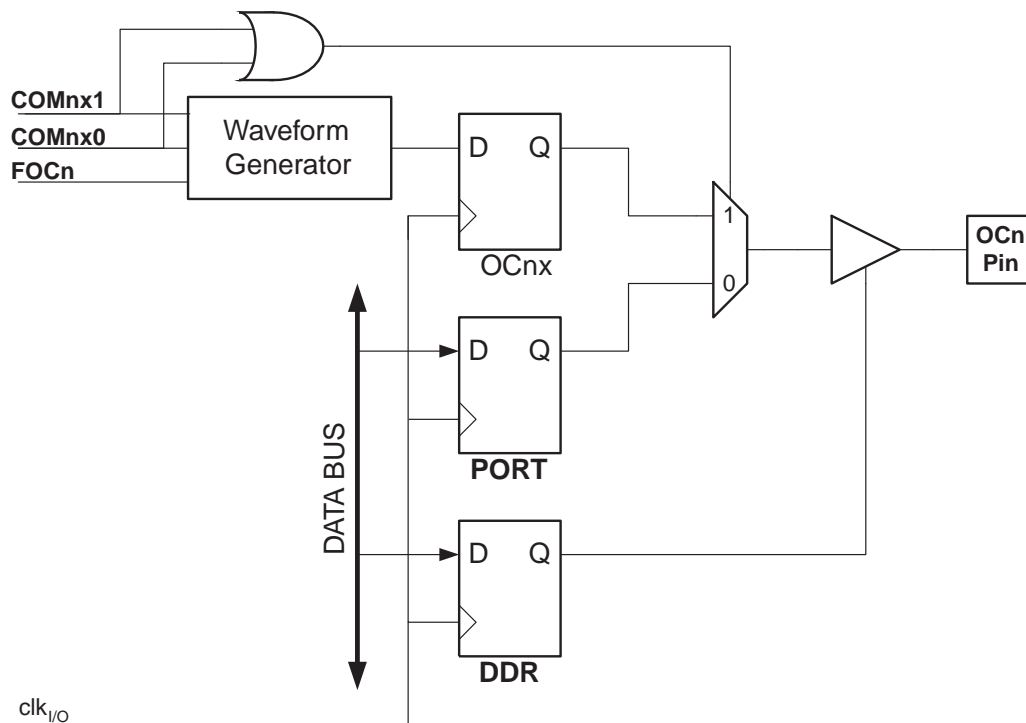 COMnx1
COMnx0
FOCn
Waveform
Generator
D Q
OCnx
1
0
OCn
Pin
D Q
PORT
DATA BUS
D Q
DDR
clkI/O